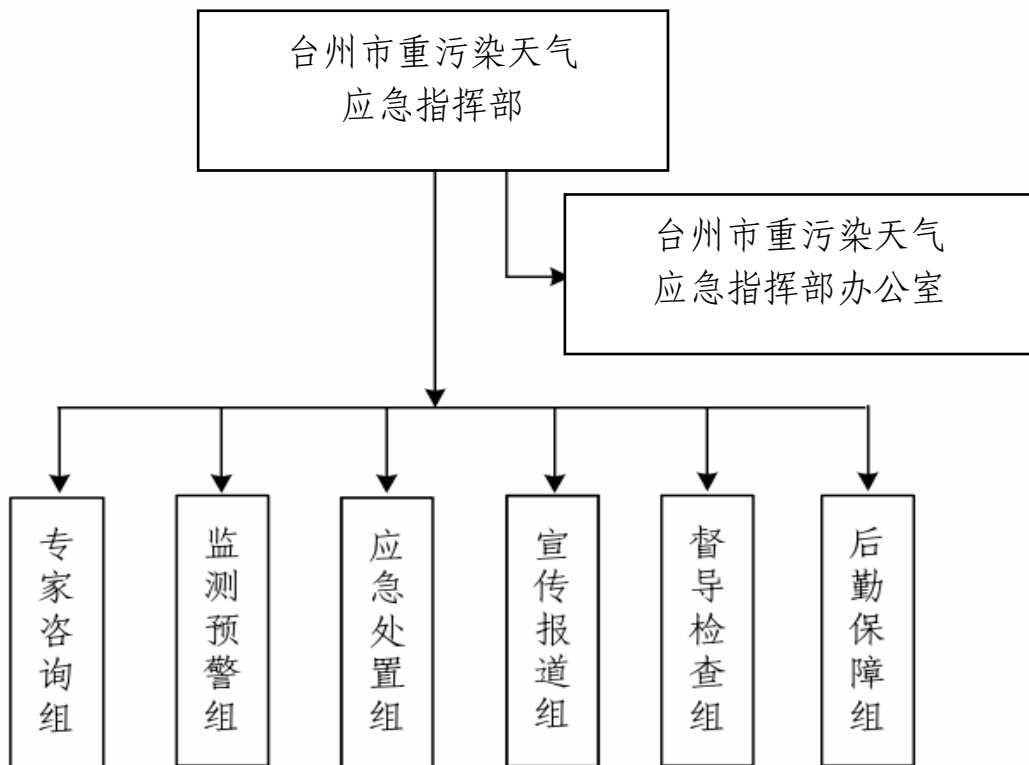 台州市重污染天气
应急指挥部
台州市重污染天气
应急指挥部办公室
专家咨询组
监测预警组
应急处置组
宣传报道组
督导检查组
后勤保障组